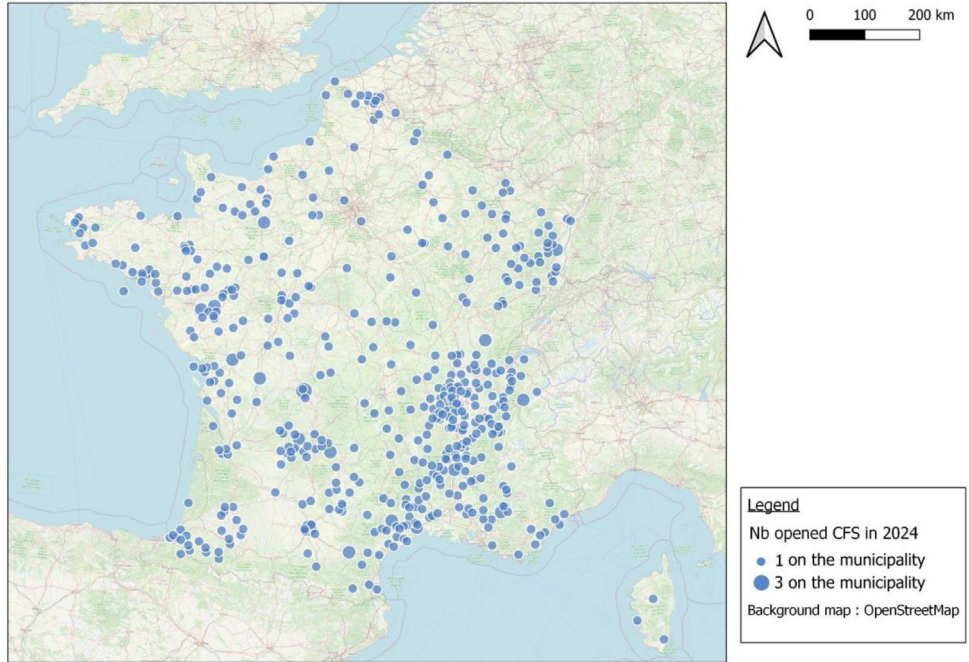 0 100 200 km
Legend
Nb opened CFS in 2024
1 on the municipality
3 on the municipality
Background map : OpenStreetMap